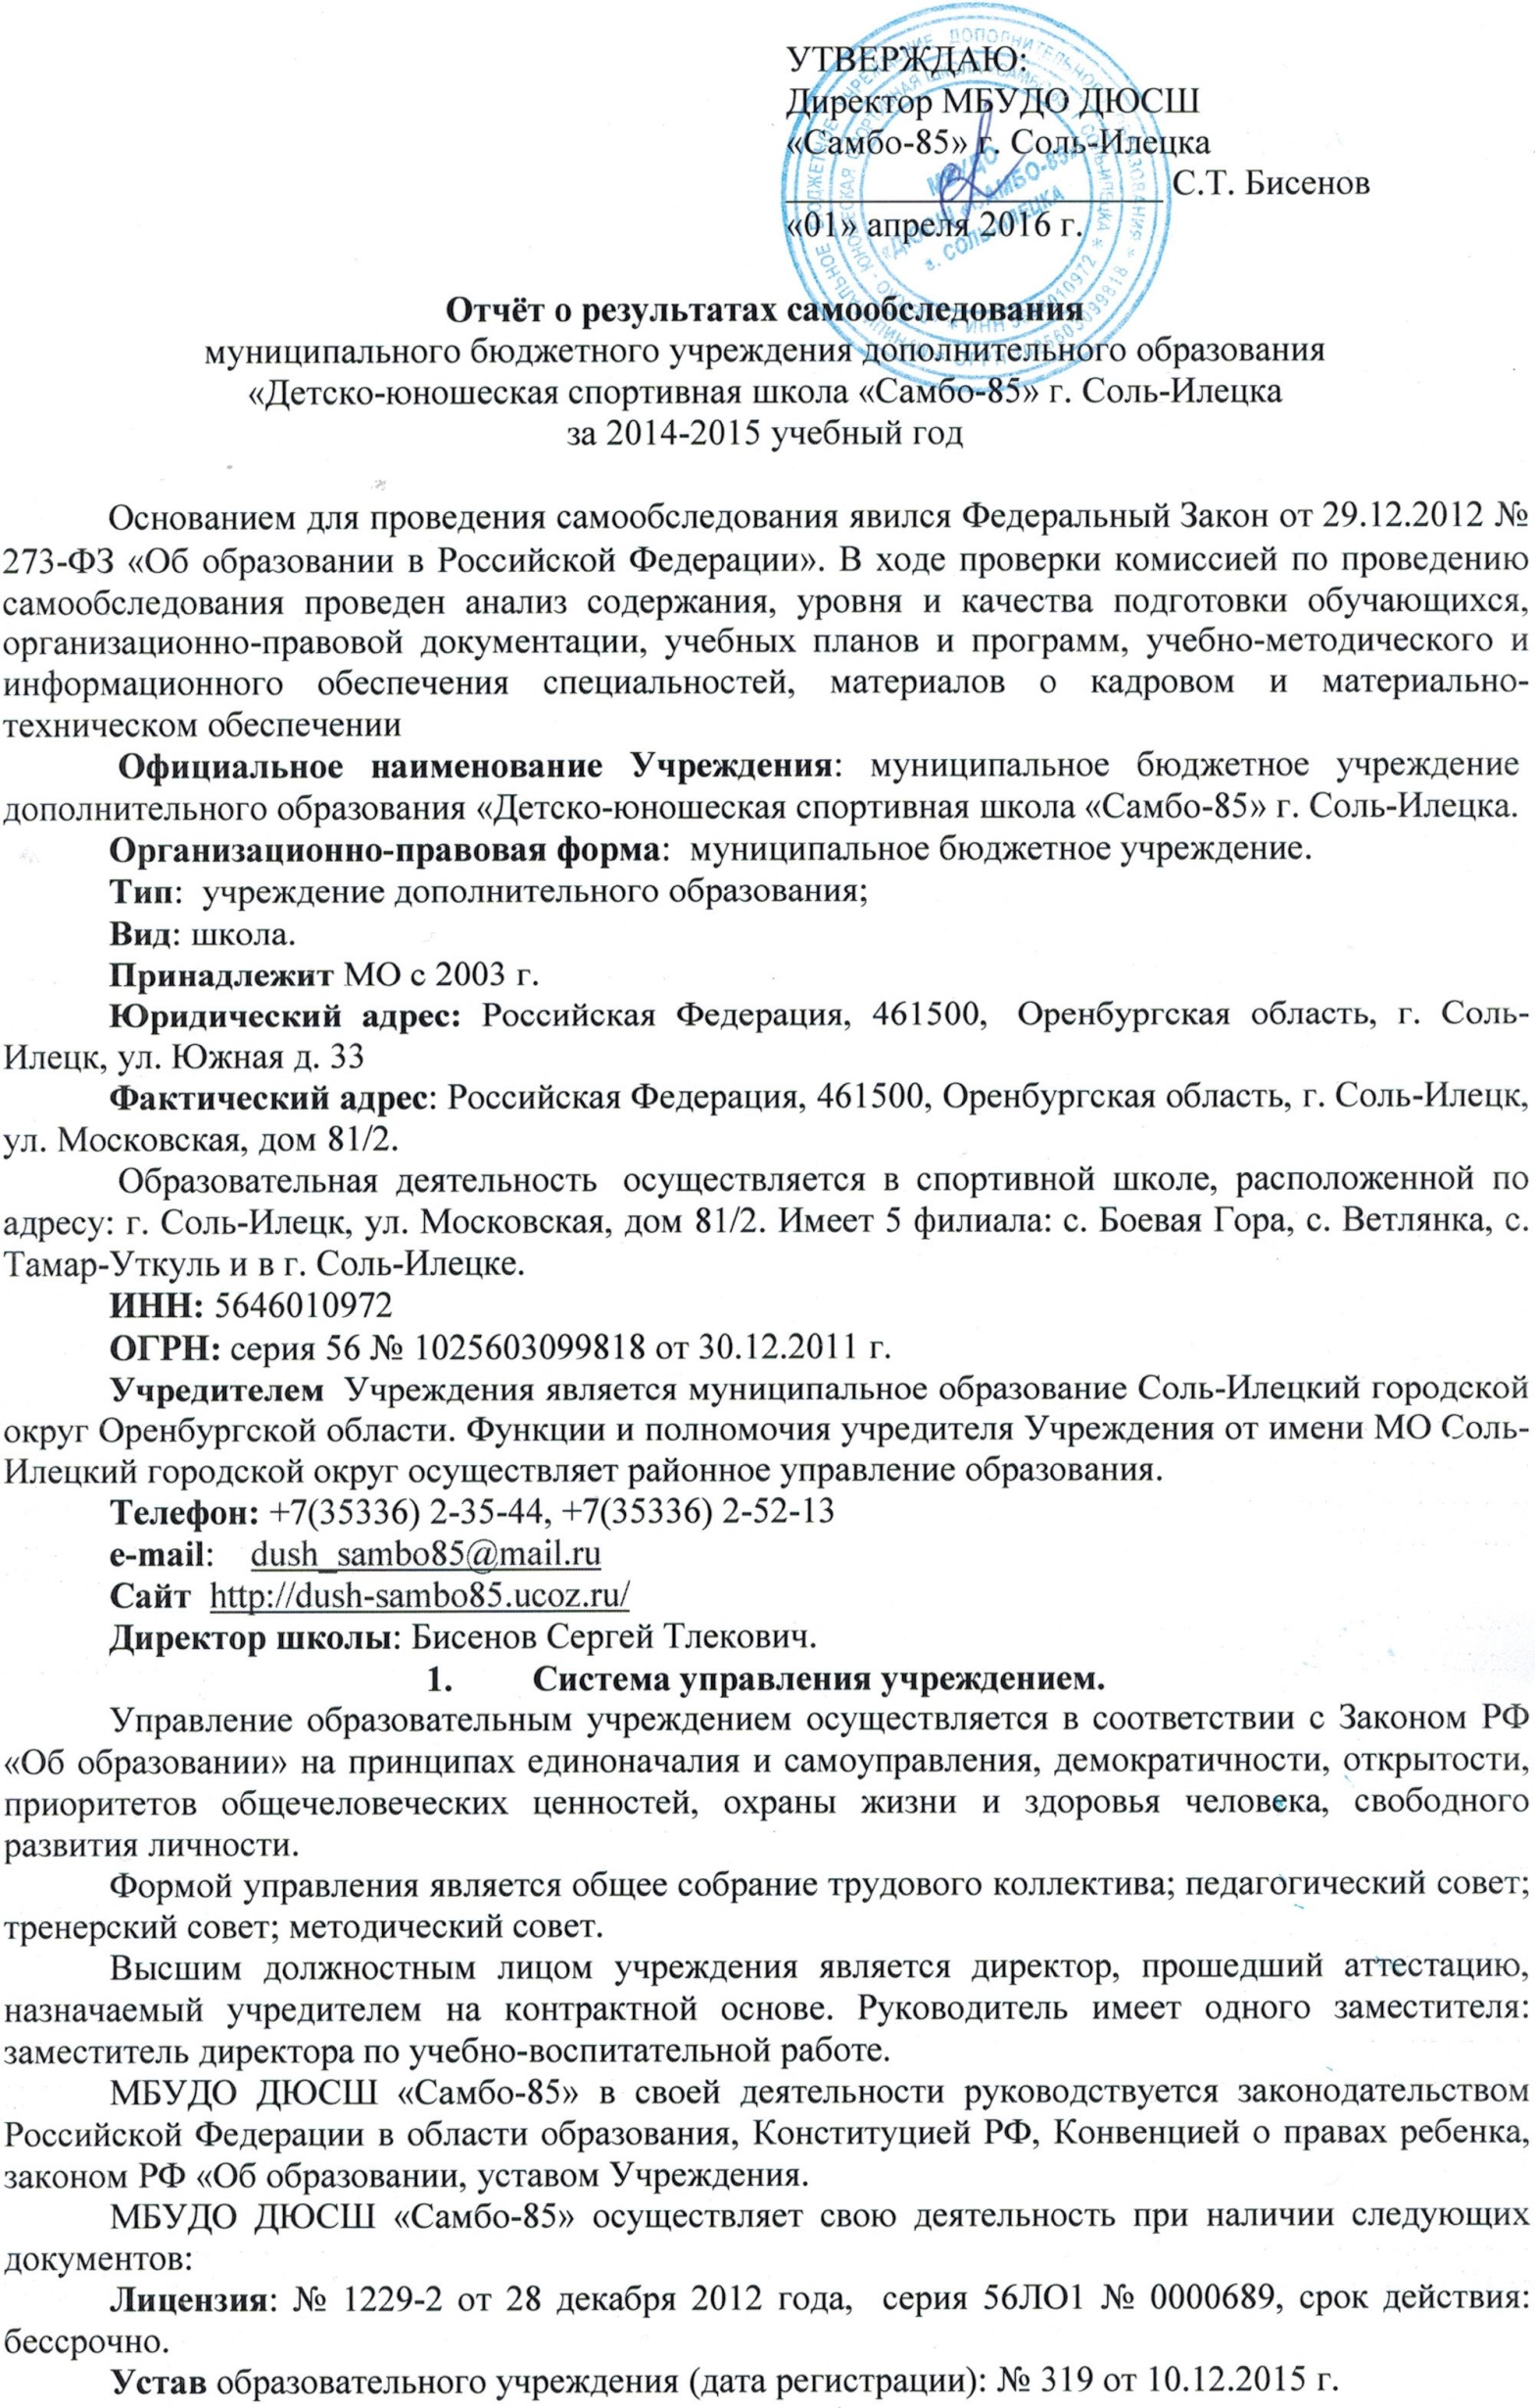 УТВЕРЖДАЮ:
Директор МБУДО ДЮСШ
«Самбо-85» г. Соль-Илецка
С.Т. Бисенов
«01» апреля 2016 г.
МБУДО
«ДЮСШ «САМБО-85»
г. СОЛЬ-ИЛЕЦКА
Отчёт о результатах самообследования
муниципального бюджетного учреждения дополнительного образования
«Детско-юношеская спортивная школа «Самбо-85» г. Соль-Илецка
за 2014-2015 учебный год
Основанием для проведения самообследования явился Федеральный Закон от 29.12.2012 №
273-ФЗ «Об образовании в Российской Федерации». В ходе проверки комиссией по проведению
самообследования проведен анализ содержания, уровня и качества подготовки обучающихся,
организационно-правовой документации, учебных планов и программ, учебно-методического и
информационного обеспечения специальностей, материалов о кадровом и материально-
техническом обеспечении
Официальное наименование Учреждения: муниципальное бюджетное учреждение
дополнительного образования «Детско-юношеская спортивная школа «Самбо-85» г. Соль-Илецка.
Организационно-правовая форма: муниципальное бюджетное учреждение.
Тип: учреждение дополнительного образования;
Вид: школа.
Принадлежит МО с 2003 г.
Юридический адрес: Российская Федерация, 461500, Оренбургская область, г. Соль-
Илецк, ул. Южная д. 33
Фактический адрес: Российская Федерация, 461500, Оренбургская область, г. Соль-Илецк,
ул. Московская, дом 81/2.
Образовательная деятельность осуществляется в спортивной школе, расположенной по
адресу: г. Соль-Илецк, ул. Московская, дом 81/2. Имеет 5 филиала: с. Боевая Гора, с. Ветлянка, с.
Тамар-Уткуль и в г. Соль-Илецке.
ИНН: 5646010972
ОГРН: серия 56 № 1025603099818 от 30.12.2011 г.
Учредителем Учреждения является муниципальное образование Соль-Илецкий городской
округ Оренбургской области. Функции и полномочия учредителя Учреждения от имени МО Соль-
Илецкий городской округ осуществляет районное управление образования.
Телефон: +7(35336) 2-35-44, +7(35336) 2-52-13
e-mail: dush_sambo85@mail.ru
Сайт http://dush-sambo85.ucoz.ru/
Директор школы: Бисенов Сергей Тлекович.
1. Система управления учреждением.
Управление образовательным учреждением осуществляется в соответствии с Законом РФ
«Об образовании» на принципах единоначалия и самоуправления, демократичности, открытости,
приоритетов общечеловеческих ценностей, охраны жизни и здоровья человека, свободного
развития личности.
Формой управления является общее собрание трудового коллектива; педагогический совет;
тренерский совет; методический совет.
Высшим должностным лицом учреждения является директор, прошедший аттестацию,
назначаемый учредителем на контрактной основе. Руководитель имеет одного заместителя:
заместитель директора по учебно-воспитательной работе.
МБУДО ДЮСШ «Самбо-85» в своей деятельности руководствуется законодательством
Российской Федерации в области образования, Конституцией РФ, Конвенцией о правах ребенка,
законом РФ «Об образовании, уставом Учреждения.
МБУДО ДЮСШ «Самбо-85» осуществляет свою деятельность при наличии следующих
документов:
Лицензия: № 1229-2 от 28 декабря 2012 года, серия 56ЛО1 № 0000689, срок действия:
бессрочно.
Устав образовательного учреждения (дата регистрации): № 319 от 10.12.2015 г.